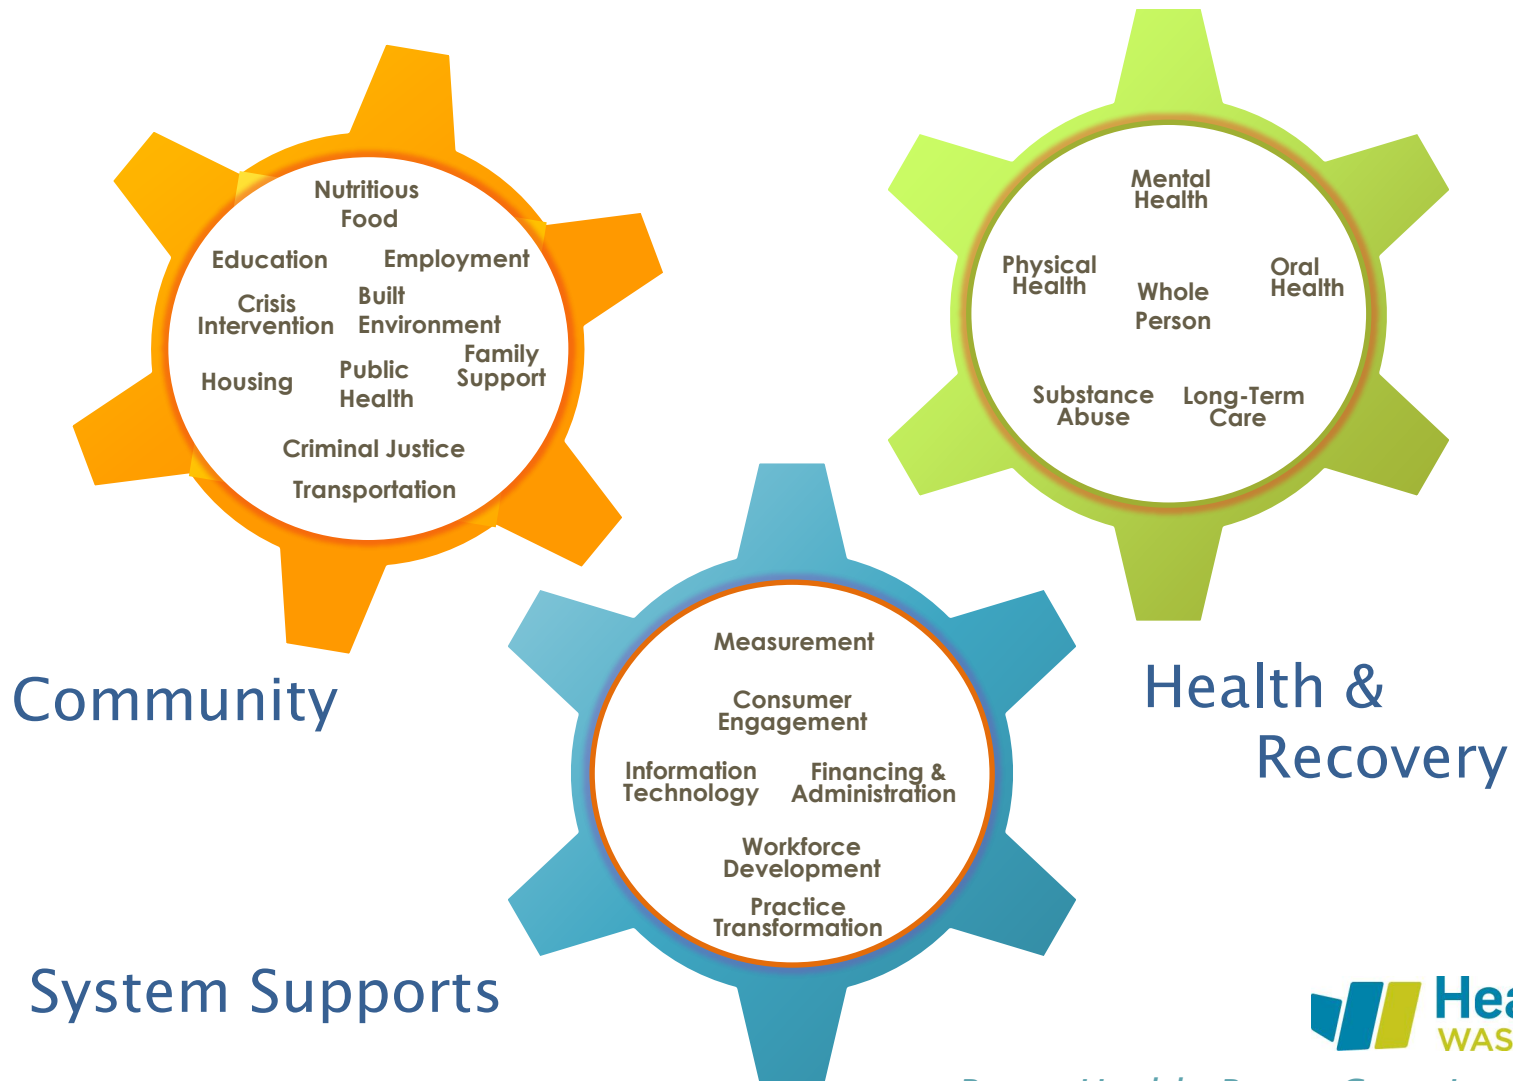 Nutritious
Food
Education
Employment
Crisis
Intervention
Built
Environment
Family
Support
Housing
Public
Health
Criminal Justice
Transportation
Community
Mental
Health
Physical
Health
Whole
Person
Oral
Health
Substance
Abuse
Long-Term
Care
Health &
Recovery
Measurement
Consumer
Engagement
Information
Technology
Financing &
Administration
Workforce
Development
Practice
Transformation
System Supports
Hea
WAS